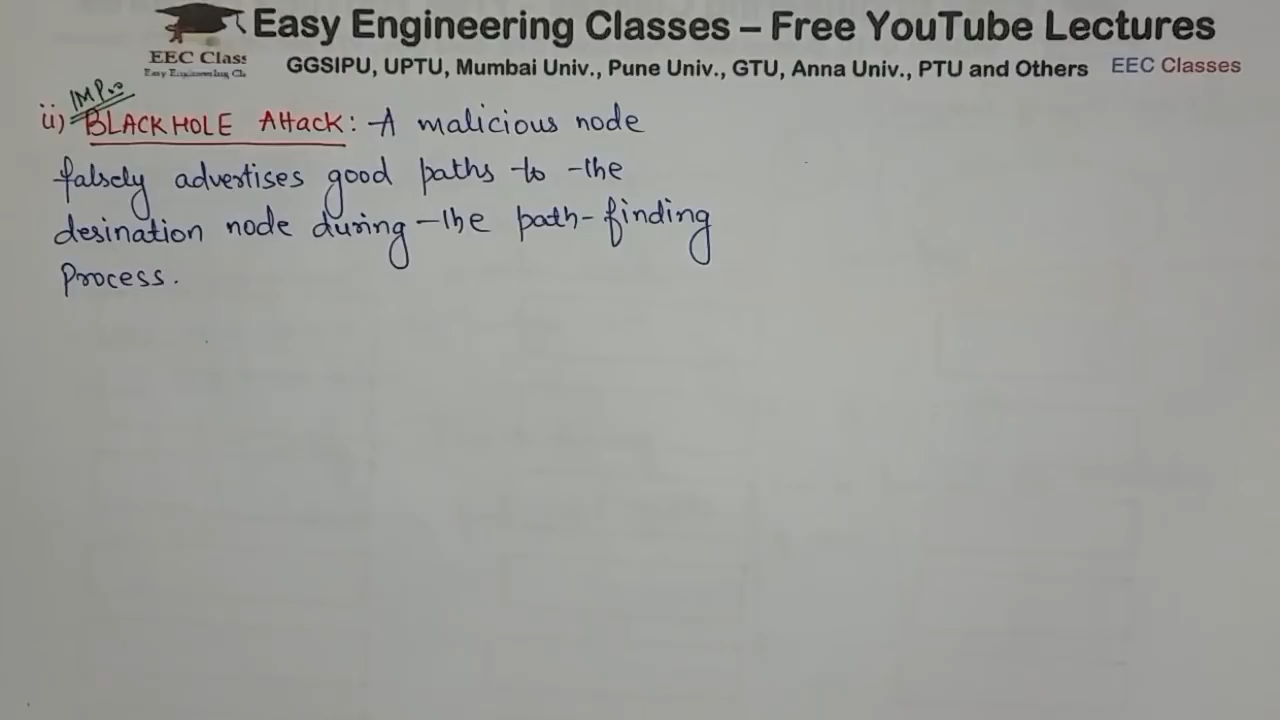 Easy Engineering Classes – Free YouTube Lectures
EEC Class
GGSIPU, UPTU, Mumbai Univ., Pune Univ., GTU, Anna Univ., PTU and Others EEC Classes
IMP..
ii) BLACKHOLE Attack: A malicious node
falsely advertises good paths to the
desination node during the path-finding
Process.